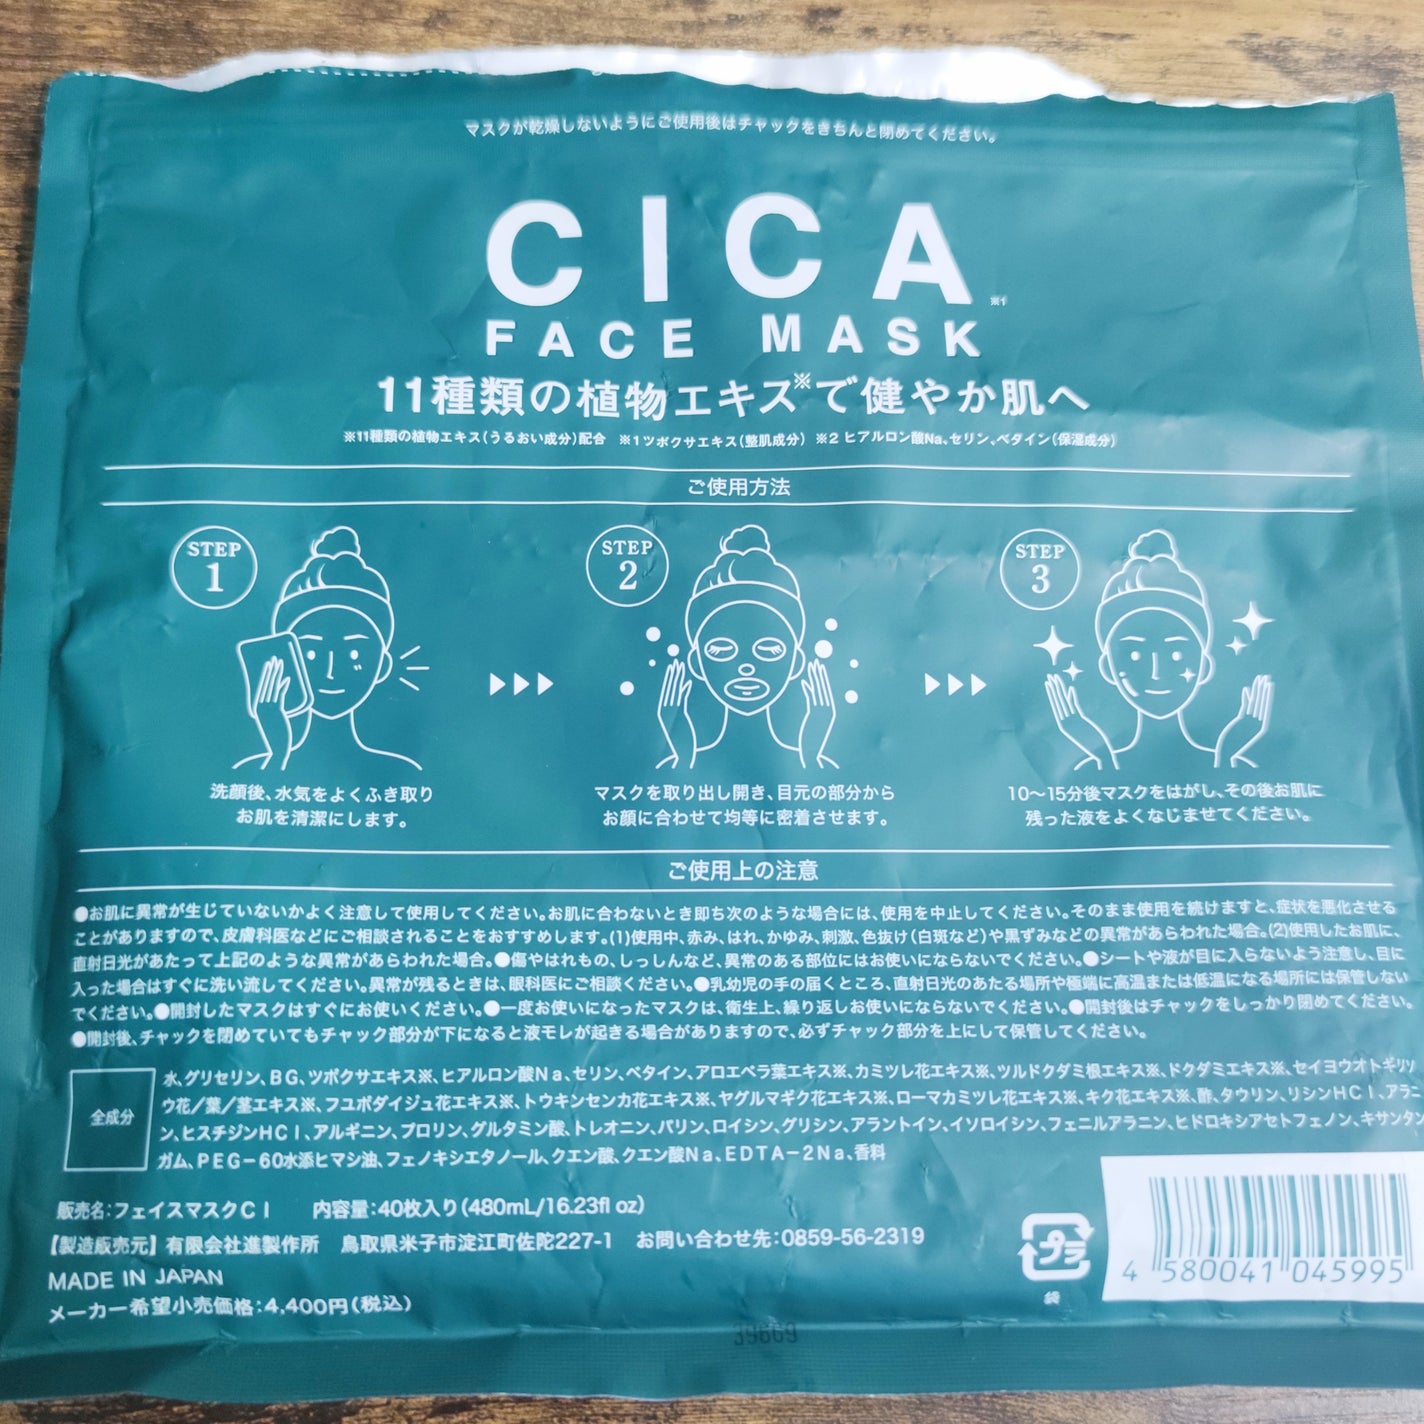 マスクが乾燥しないようにご使用後はチャックをきちんと閉めてください。
CICA※1
FACE MASK
11種類の植物エキス※で健やか肌へ
※11種類の植物エキス(うるおい成分)配合 ※1ツボクサエキス(整肌成分) ※2 ヒアルロン酸Na、セリン、ベタイン(保湿成分)
ご使用方法
STEP
1
洗顔後、水気をよくふき取り
お肌を清潔にします。
STEP
2
マスクを取り出し開き、目元の部分から
お顔に合わせて均等に密着させます。
STEP
3
10〜15分後マスクをはがし、その後お肌に
残った液をよくなじませてください。
ご使用上の注意
●お肌に異常が生じていないかよく注意して使用してください。お肌に合わないとき即ち次のような場合には、使用を中止してください。そのまま使用を続けますと、症状を悪化させる
ことがありますので、皮膚科医などにご相談されることをおすすめします。(1)使用中、赤み、はれ、かゆみ、刺激、色抜け(白斑など)や黒ずみなどの異常があらわれた場合。(2)使用したお肌に、
直射日光があたって上記のような異常があらわれた場合。●傷やはれもの、しっしんなど、異常のある部位にはお使いにならないでください。●シートや液が目に入らないよう注意し、目に
入った場合はすぐに洗い流してください。異常が残るときは、眼科医にご相談ください。●乳幼児の手の届くところ、直射日光のあたる場所や極端に高温または低温になる場所には保管しない
でください。●開封したマスクはすぐにお使いください。●一度お使いになったマスクは、衛生上、繰り返しお使いにならないでください。●開封後はチャックをしっかり閉めてください。
●開封後、チャックを閉めていてもチャック部分が下になると液モレが起きる場合がありますので、必ずチャック部分を上にして保管してください。
全成分
水、グリセリン、BG、ツボクサエキス※、ヒアルロン酸Na、セリン、ベタイン、アロエベラ葉エキス※、カミツレ花エキス※、ツルドクダミ根エキス※、ドクダミエキス※、セイヨウオトギリソ
ウ花/葉/茎エキス※、フユボダイジュ花エキス※、トウキンセンカ花エキス※、ヤグルマギク花エキス※、ローマカミツレ花エキス※、キク花エキス※、酢、タウリン、リシンHCl、アラニ
ン、ヒスチジンHCl、アルギニン、プロリン、グルタミン酸、トレオニン、バリン、ロイシン、グリシン、アラントイン、イソロイシン、フェニルアラニン、ヒドロキシアセトフェノン、キサンタン
ガム、PEG-60水添ヒマシ油、フェノキシエタノール、クエン酸、クエン酸Na、EDTA-2Na、香料
販売名:フェイスマスクCI 内容量:40枚入り(480mL/16.23fl oz)
【製造販売元】有限会社進製作所 鳥取県米子市淀江町佐陀227-1 お問い合わせ先:0859-56-2319
MADE IN JAPAN
メーカー希望小売価格:4,400円(税込)
プラ
袋
4 580041 045995
39669